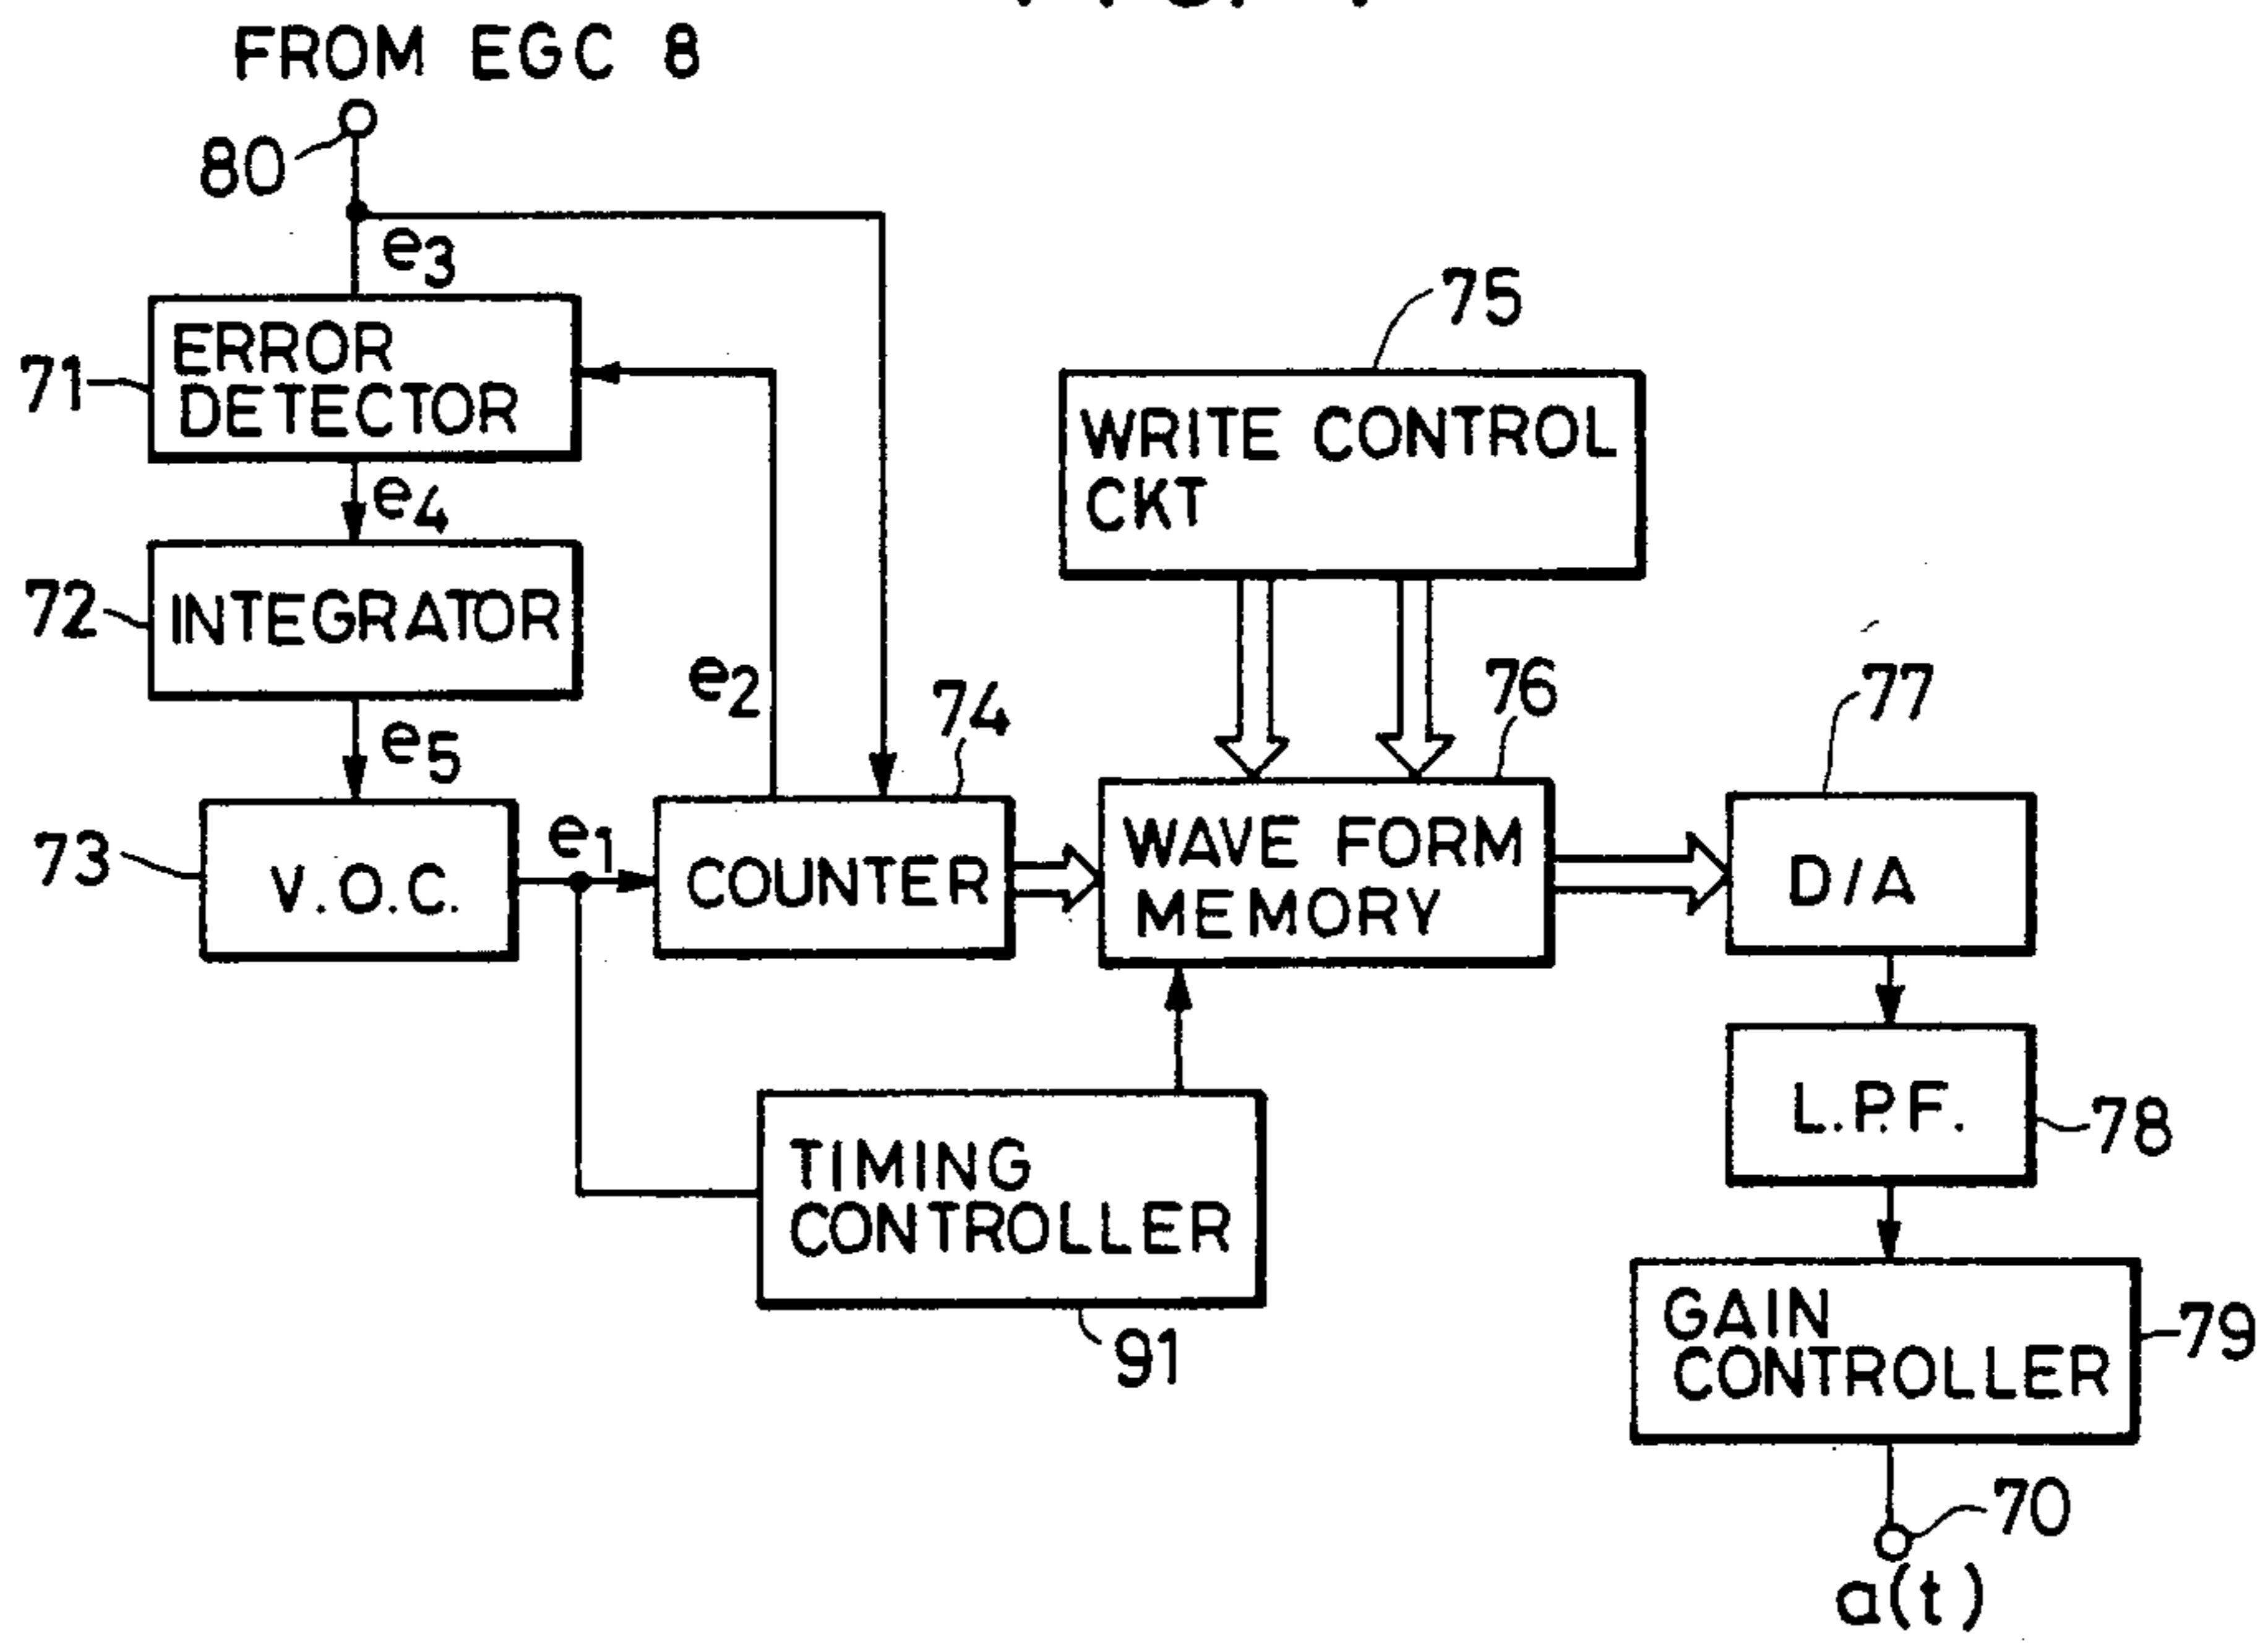 FROM EGC 8
80
e3
ERROR
DETECTOR
71
e4
75
WRITE CONTROL
CKT
72
INTEGRATOR
e2
e5
74
76
77
73
V.O.C.
e1
COUNTER
WAVE FORM
MEMORY
D/A
TIMING
CONTROLLER
91
L.P.F.
78
GAIN
CONTROLLER
79
70
a(t)